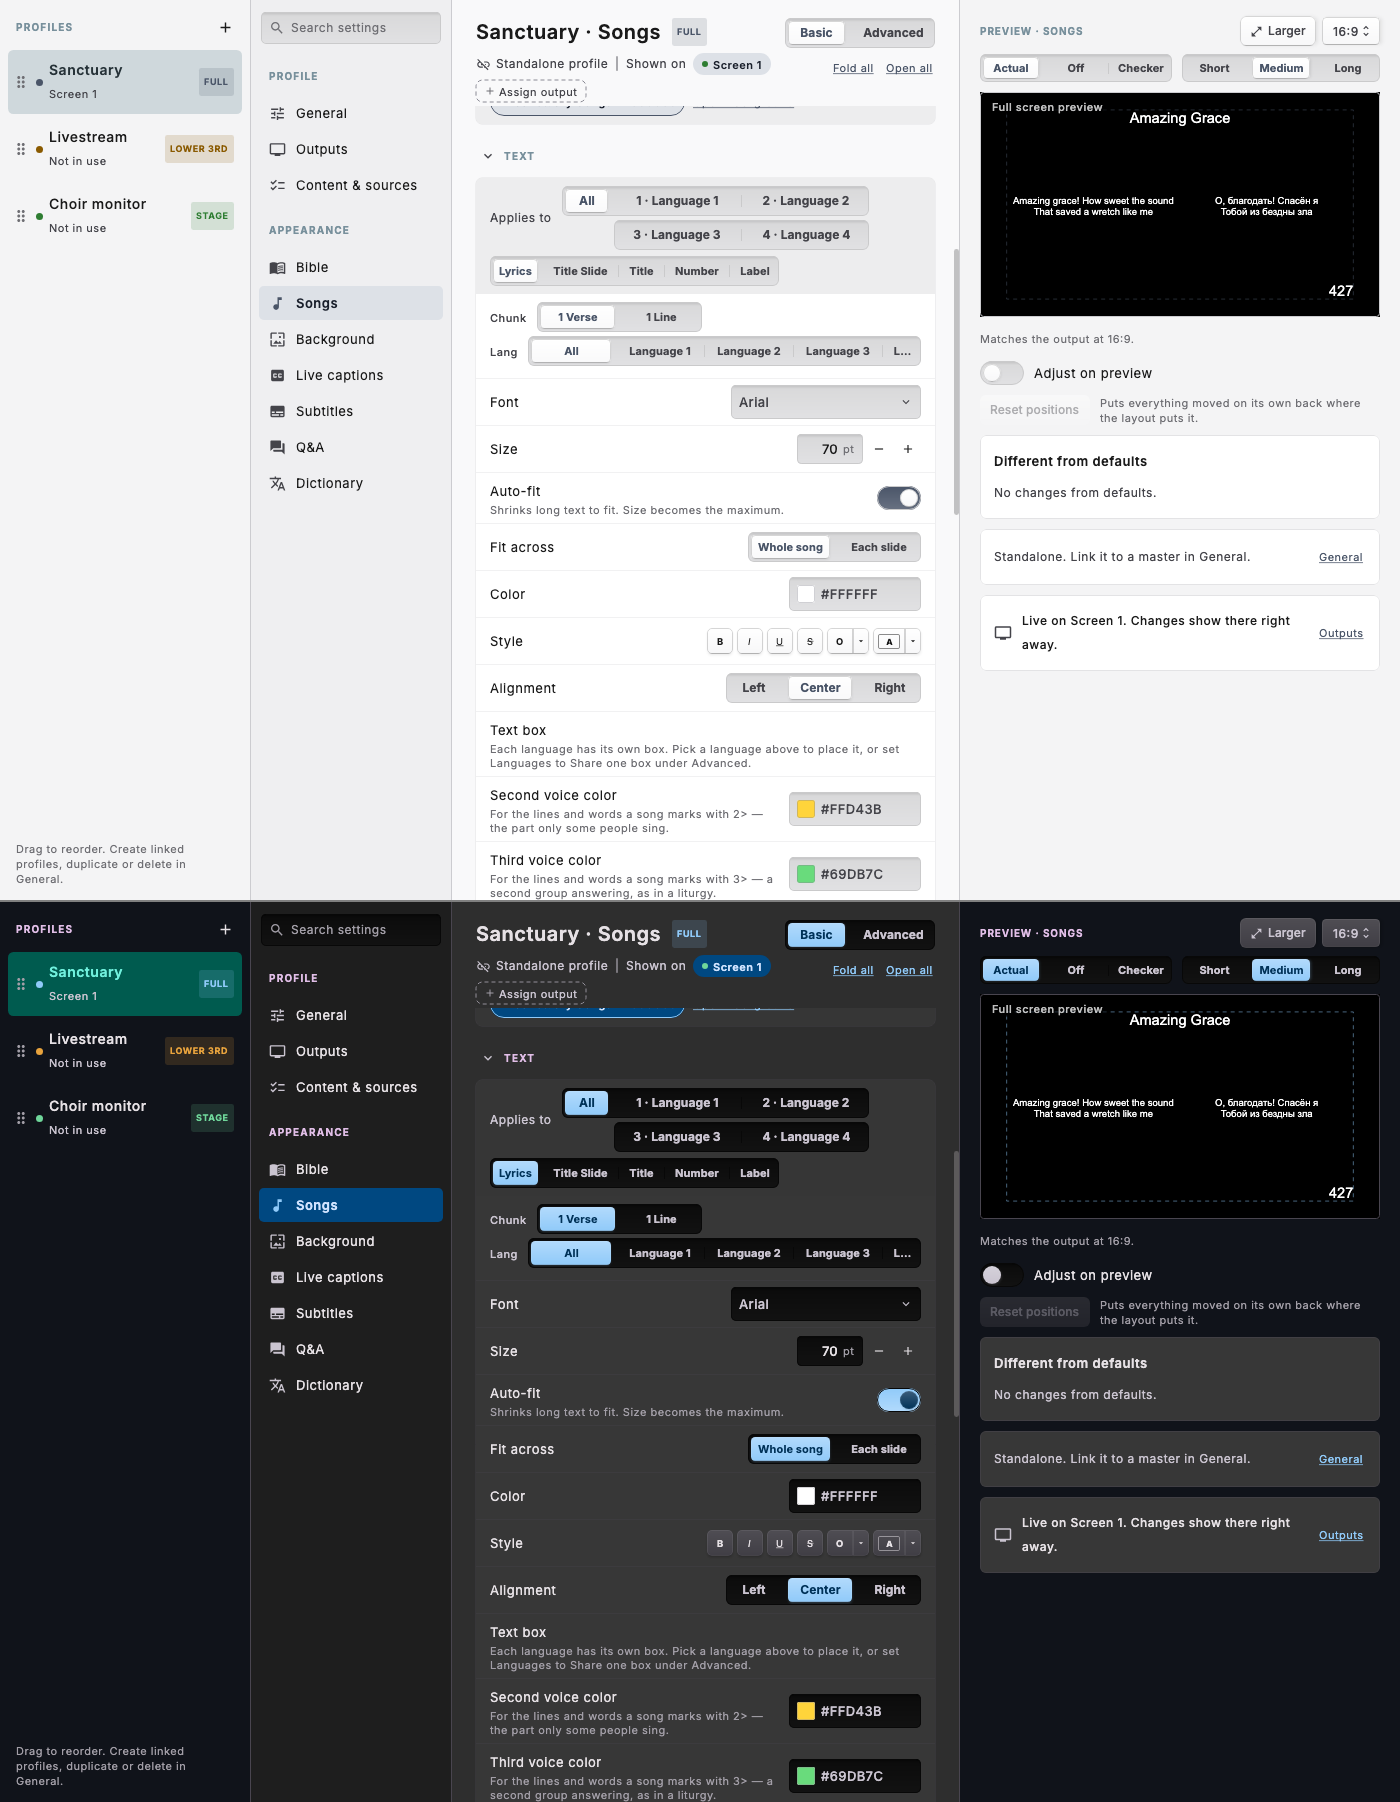 PROFILES
Sanctuary
Screen 1
FULL
Livestream
Not in use
LOWER 3RD
Choir monitor
Not in use
STAGE
Drag to reorder. Create linked
profiles, duplicate or delete in
General.
Search settings
PROFILE
General
Outputs
Content & sources
APPEARANCE
Bible
Songs
Background
Live captions
Subtitles
Q&A
Dictionary
Sanctuary · Songs
FULL
Basic
Advanced
Standalone profile | Shown on
Screen 1
Fold all
Open all
+ Assign output
TEXT
Applies to
All
1 · Language 1
2 · Language 2
3 · Language 3
4 · Language 4
Lyrics
Title Slide
Title
Number
Label
Chunk
1 Verse
1 Line
Lang
All
Language 1
Language 2
Language 3
L...
Font
Arial
Size
70 pt
Auto-fit
Shrinks long text to fit. Size becomes the maximum.
Fit across
Whole song
Each slide
Color
#FFFFFF
Style
B
I
U
S
O
A
Alignment
Left
Center
Right
Text box
Each language has its own box. Pick a language above to place it, or set
Languages to Share one box under Advanced.
Second voice color
For the lines and words a song marks with 2> —
the part only some people sing.
#FFD43B
Third voice color
For the lines and words a song marks with 3> — a
second group answering, as in a liturgy.
#69DB7C
PREVIEW · SONGS
Larger
16:9
Actual
Off
Checker
Short
Medium
Long
Full screen preview
Amazing Grace
Amazing grace! How sweet the sound
That saved a wretch like me
О, благодать! Спасён я
Тобой из бездны зла
427
Matches the output at 16:9.
Adjust on preview
Reset positions
Puts everything moved on its own back where
the layout puts it.
Different from defaults
No changes from defaults.
Standalone. Link it to a master in General.
General
Live on Screen 1. Changes show there right
away.
Outputs
PROFILES
Sanctuary
Screen 1
FULL
Livestream
Not in use
LOWER 3RD
Choir monitor
Not in use
STAGE
Drag to reorder. Create linked
profiles, duplicate or delete in
General.
Search settings
PROFILE
General
Outputs
Content & sources
APPEARANCE
Bible
Songs
Background
Live captions
Subtitles
Q&A
Dictionary
Sanctuary · Songs
FULL
Basic
Advanced
Standalone profile | Shown on
Screen 1
Fold all
Open all
+ Assign output
TEXT
Applies to
All
1 · Language 1
2 · Language 2
3 · Language 3
4 · Language 4
Lyrics
Title Slide
Title
Number
Label
Chunk
1 Verse
1 Line
Lang
All
Language 1
Language 2
Language 3
L...
Font
Arial
Size
70 pt
Auto-fit
Shrinks long text to fit. Size becomes the maximum.
Fit across
Whole song
Each slide
Color
#FFFFFF
Style
B
I
U
S
O
A
Alignment
Left
Center
Right
Text box
Each language has its own box. Pick a language above to place it, or set
Languages to Share one box under Advanced.
Second voice color
For the lines and words a song marks with 2> —
the part only some people sing.
#FFD43B
Third voice color
For the lines and words a song marks with 3> — a
second group answering, as in a liturgy.
#69DB7C
PREVIEW · SONGS
Larger
16:9
Actual
Off
Checker
Short
Medium
Long
Full screen preview
Amazing Grace
Amazing grace! How sweet the sound
That saved a wretch like me
О, благодать! Спасён я
Тобой из бездны зла
427
Matches the output at 16:9.
Adjust on preview
Reset positions
Puts everything moved on its own back where
the layout puts it.
Different from defaults
No changes from defaults.
Standalone. Link it to a master in General.
General
Live on Screen 1. Changes show there right
away.
Outputs